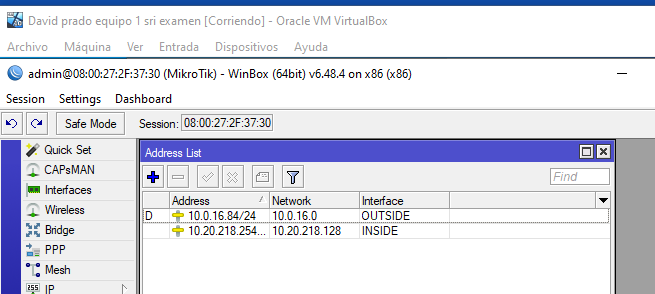 David prado equipo 1 sri examen [Corriendo] - Oracle VM VirtualBox
Archivo Máquina Ver Entrada Dispositivos Ayuda
admin@08:00:27:2F:37:30 (MikroTik) - WinBox (64bit) v6.48.4 on x86 (x86)
Session Settings Dashboard
Safe Mode Session: 08:00:27:2F:37:30
Quick Set
CAPsMAN
Interfaces
Wireless
Bridge
PPP
Mesh
IP
Address List
Find
Address Network Interface
D 10.0.16.84/24 10.0.16.0 OUTSIDE
10.20.218.254... 10.20.218.128 INSIDE